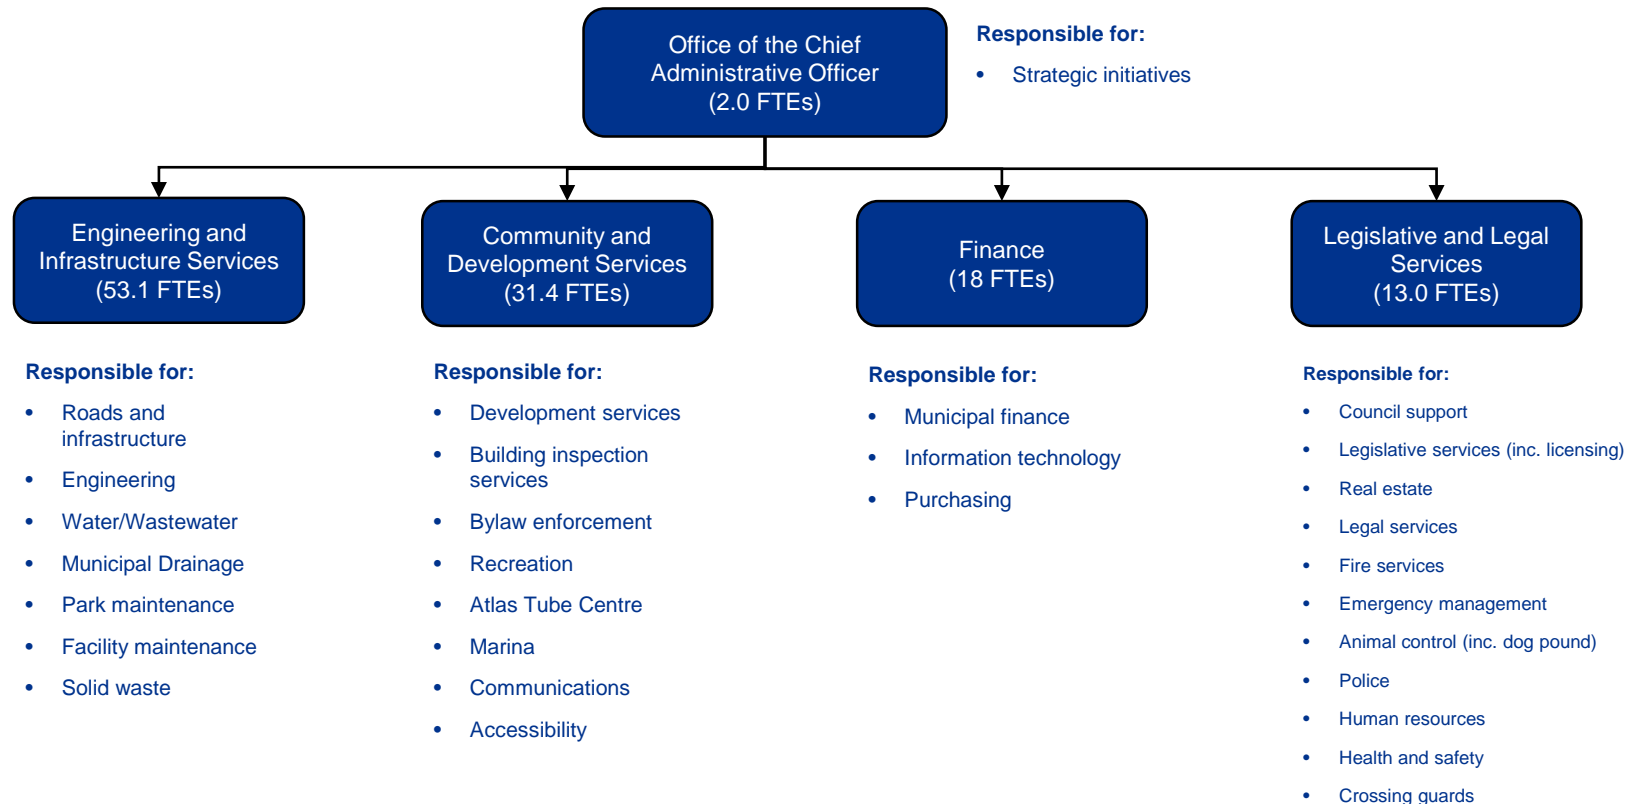 Office of the Chief
Administrative Officer
(2.0 FTEs)
Responsible for:
• Strategic initiatives
Engineering and
Infrastructure Services
(53.1 FTEs)
Community and
Development Services
(31.4 FTEs)
Finance
(18 FTEs)
Legislative and Legal
Services
(13.0 FTEs)
Responsible for:
• Roads and
infrastructure
• Engineering
• Water/Wastewater
• Municipal Drainage
• Park maintenance
• Facility maintenance
• Solid waste
Responsible for:
• Development services
• Building inspection
services
• Bylaw enforcement
• Recreation
• Atlas Tube Centre
• Marina
• Communications
• Accessibility
Responsible for:
• Municipal finance
• Information technology
• Purchasing
Responsible for:
• Council support
• Legislative services (inc. licensing)
• Real estate
• Legal services
• Fire services
• Emergency management
• Animal control (inc. dog pound)
• Police
• Human resources
• Health and safety
• Crossing guards